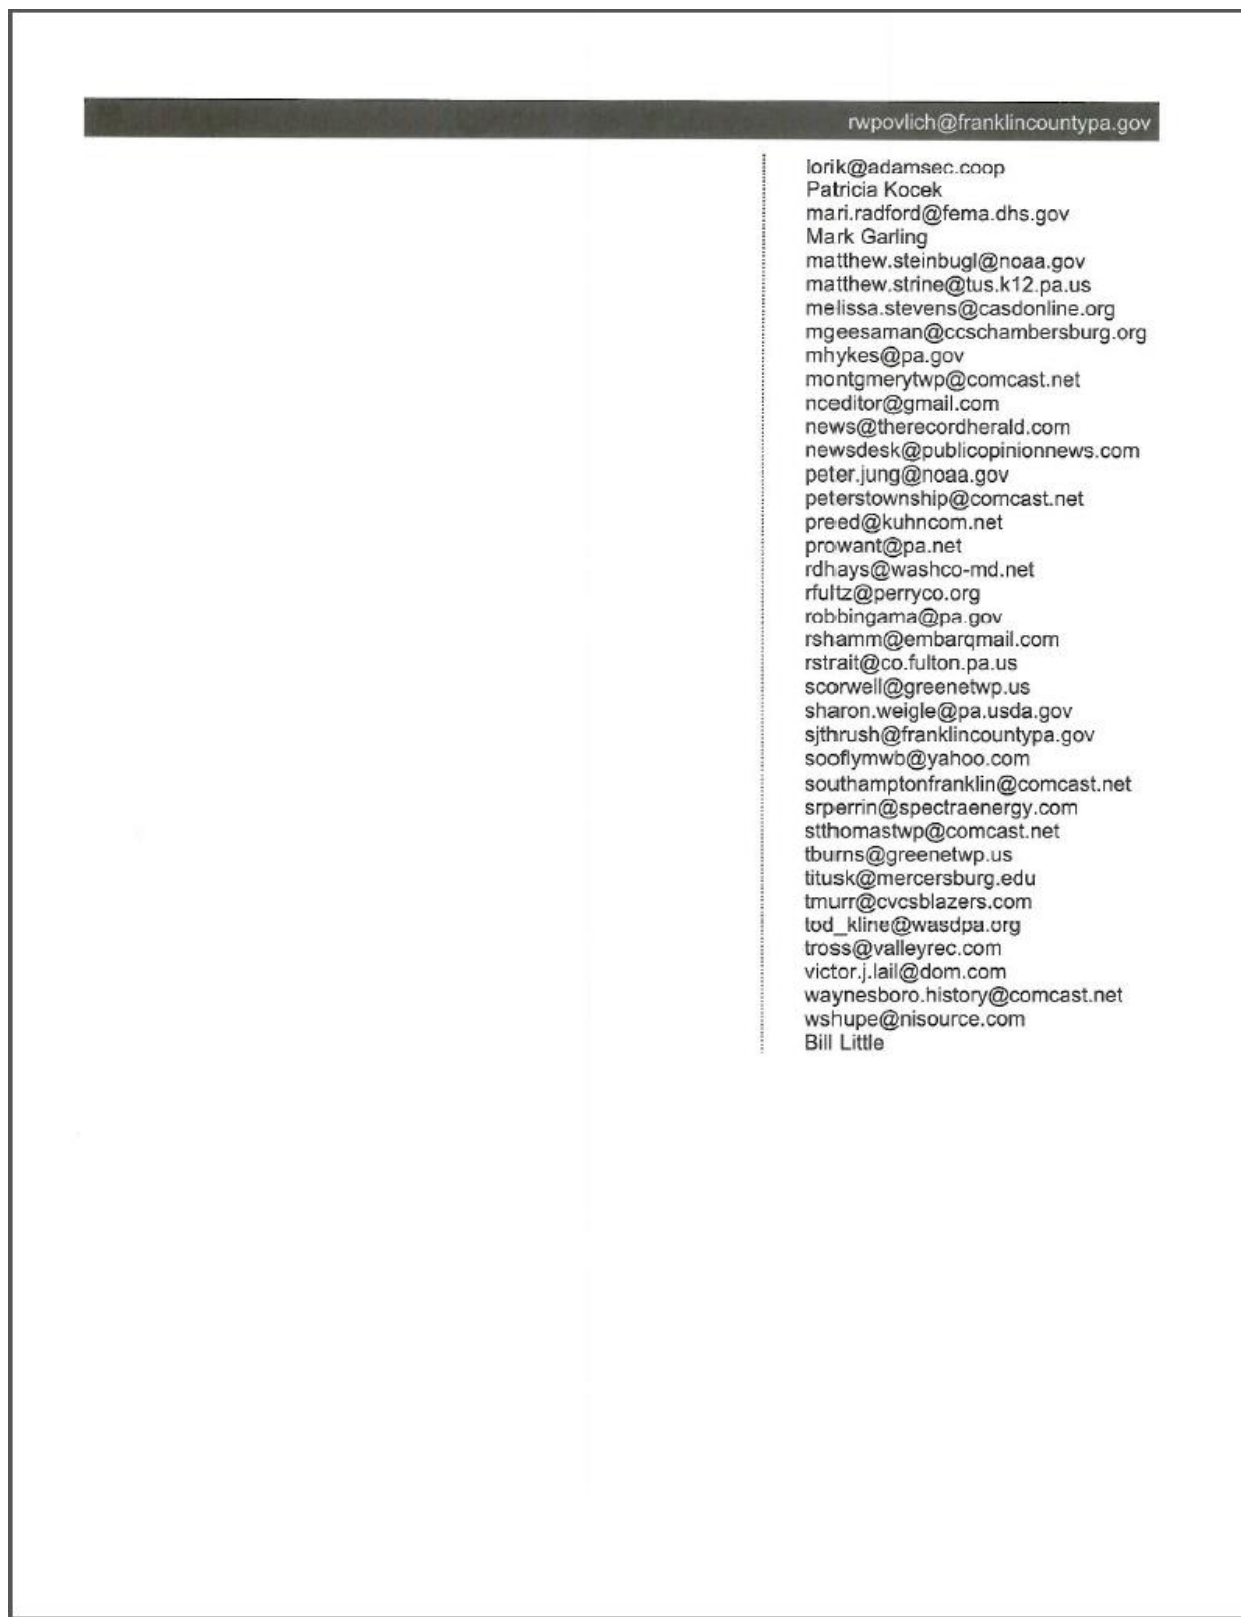 rwpovlich@franklincountypa.gov
lorik@adamsec.coop
Patricia Kocek
mari.radford@fema.dhs.gov
Mark Garling
matthew.steinbugl@noaa.gov
matthew.strine@tus.k12.pa.us
melissa.stevens@casdonline.org
mgeesaman@ccschambersburg.org
mhykes@pa.gov
montgmerytwp@comcast.net
nceditor@gmail.com
news@therecordherald.com
newsdesk@publicopinionnews.com
peter.jung@noaa.gov
peterstownship@comcast.net
preed@kuhncom.net
prowant@pa.net
rdhays@washco-md.net
rfultz@perryco.org
robbingama@pa.gov
rshamm@embarqmail.com
rstrait@co.fulton.pa.us
scorwell@greenetwp.us
sharon.weigle@pa.usda.gov
sjthrush@franklincountypa.gov
sooflymwb@yahoo.com
southamptonfranklin@comcast.net
srperrin@spectraenergy.com
stthomastwp@comcast.net
tburns@greenetwp.us
titusk@mercersburg.edu
tmurr@cvcsblazers.com
tod_kline@wasdpa.org
tross@valleyrec.com
victor.j.lail@dom.com
waynesboro.history@comcast.net
wshupe@nisource.com
Bill Little